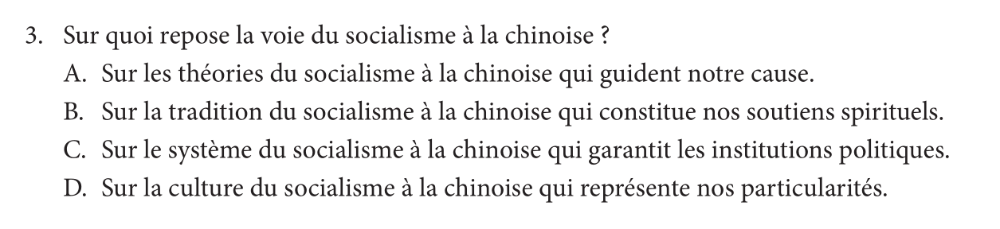 3. Sur quoi repose la voie du socialisme à la chinoise ?
A. Sur les théories du socialisme à la chinoise qui guident notre cause.
B. Sur la tradition du socialisme à la chinoise qui constitue nos soutiens spirituels.
C. Sur le système du socialisme à la chinoise qui garantit les institutions politiques.
D. Sur la culture du socialisme à la chinoise qui représente nos particularités.